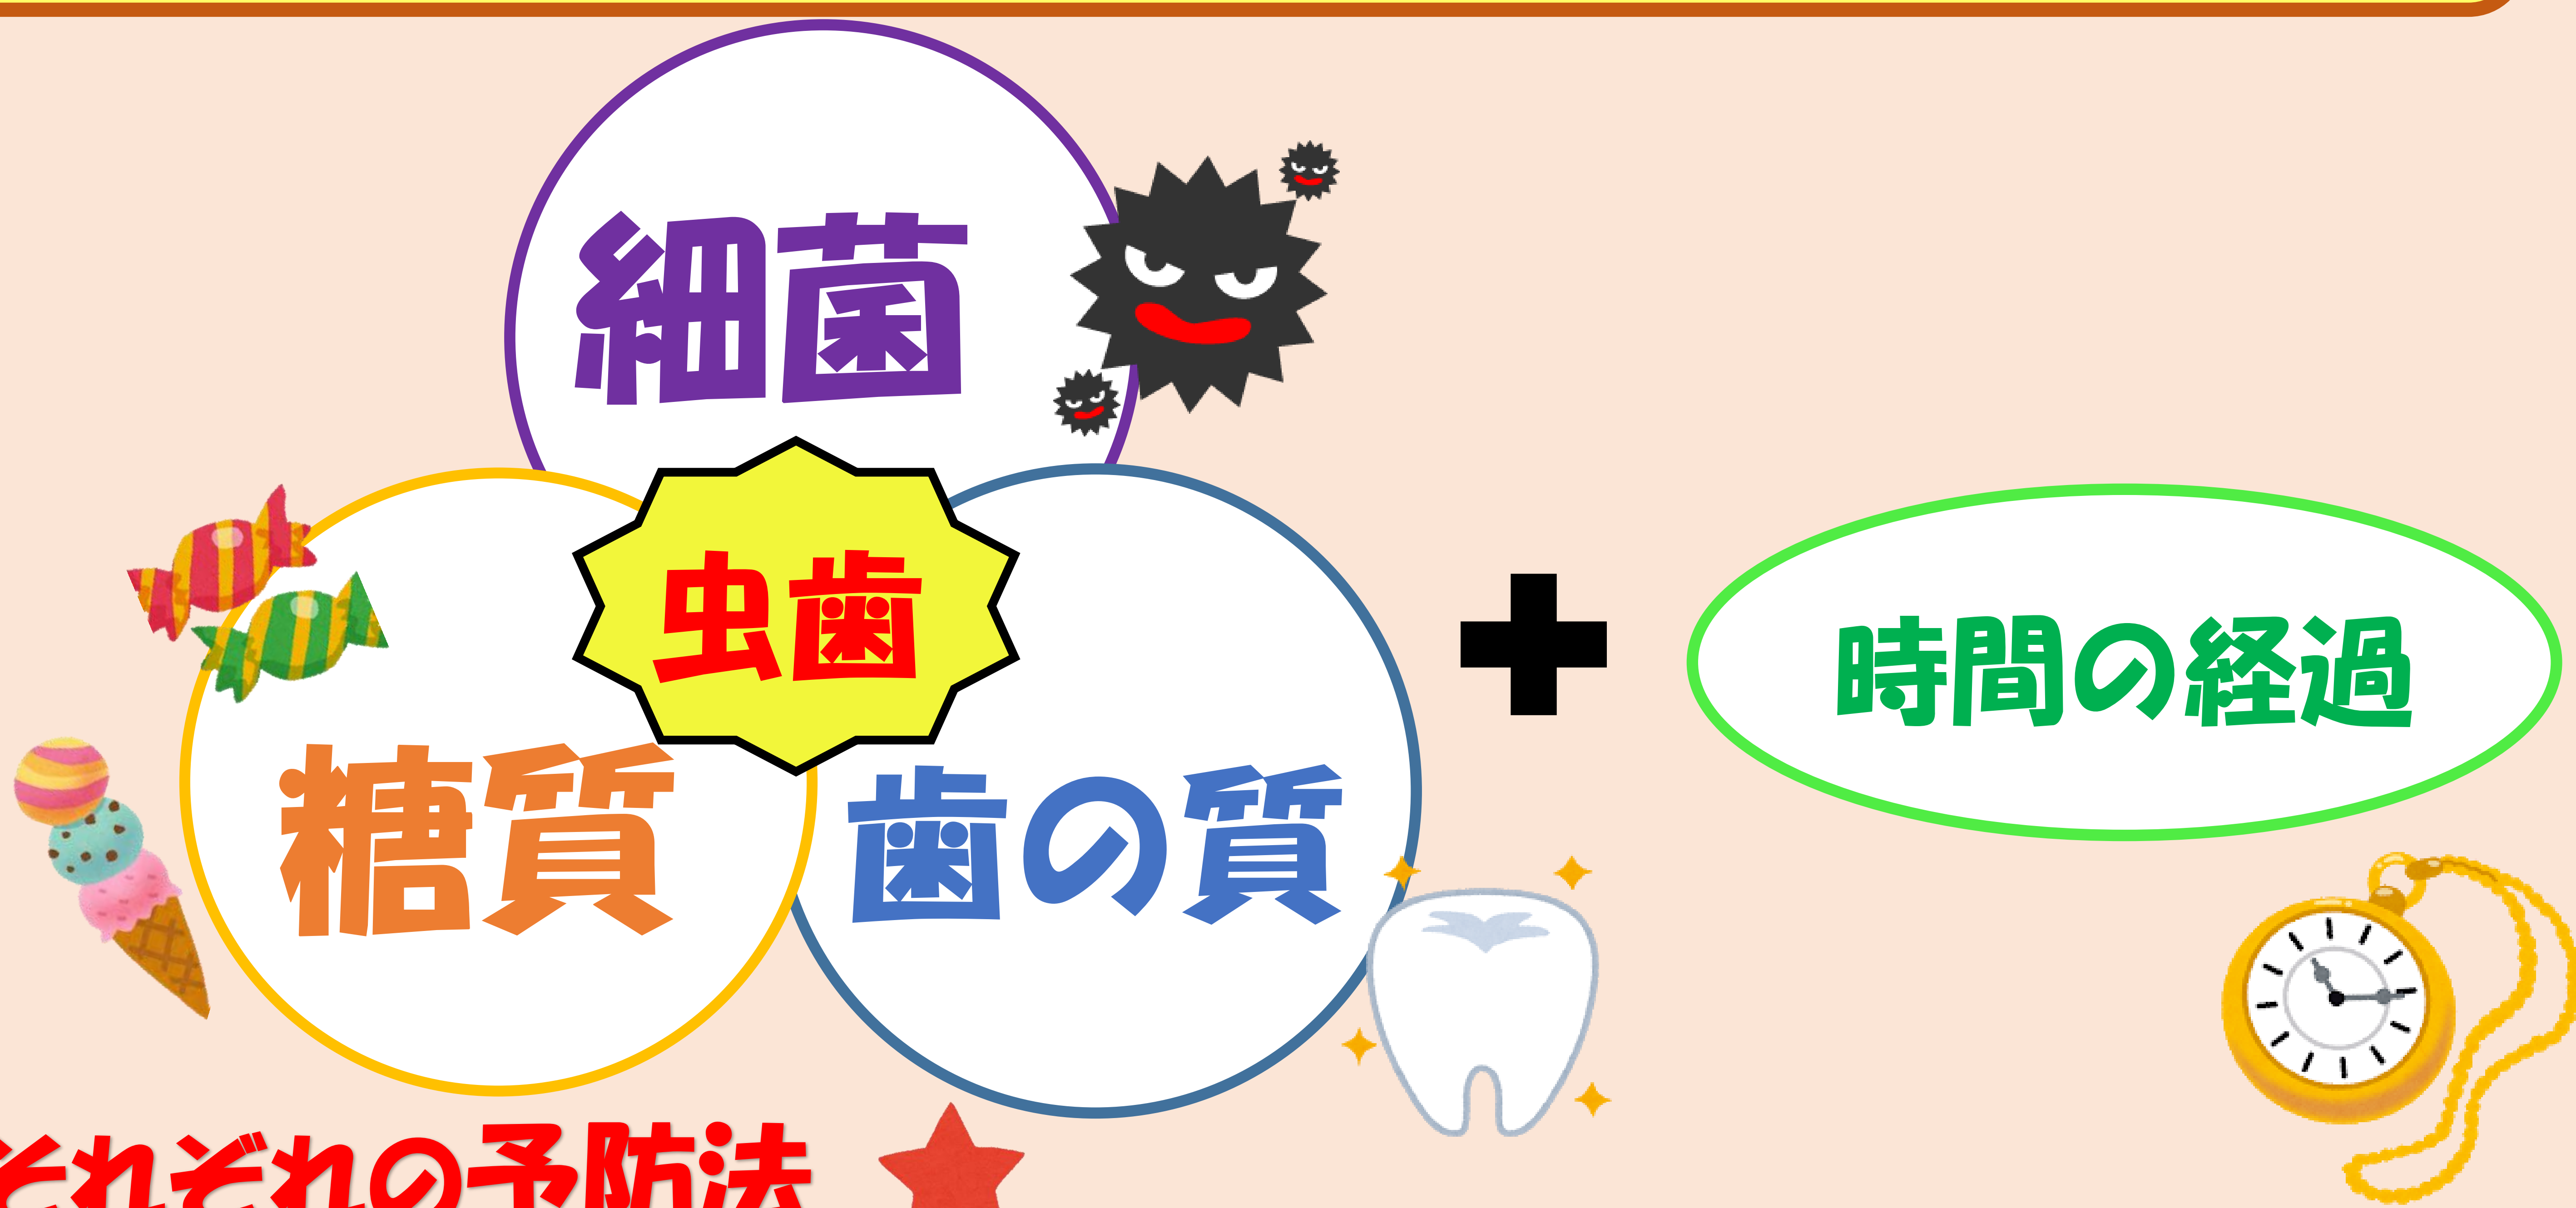 細菌
虫歯
糖質
歯の質
+
時間の経過
それぞれの予防法